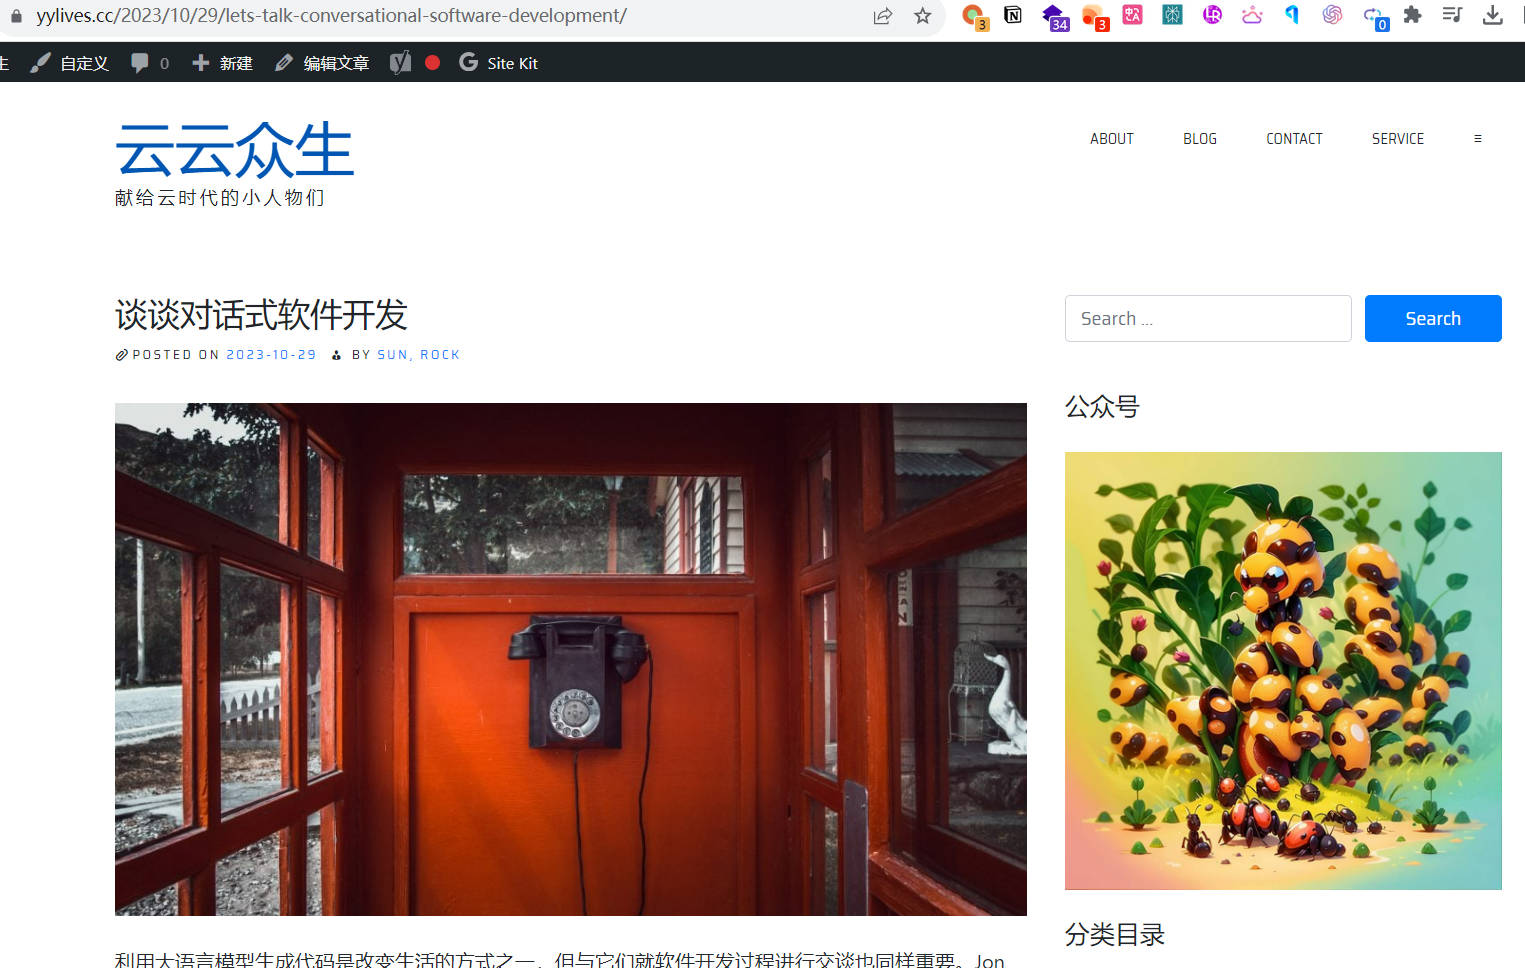 yylives.cc/2023/10/29/lets-talk-conversational-software-development/
3
34
3
0
自定义
0
新建
编辑文章
Site Kit
云云众生
献给云时代的小人物们
ABOUT
BLOG
CONTACT
SERVICE
谈谈对话式软件开发
POSTED ON 2023-10-29 BY SUN, ROCK
Search ...
Search
公众号
分类目录
利用大语言模型生成代码是改变生活的方式之一，但与它们就软件开发过程进行交谈也同样重要。Jon